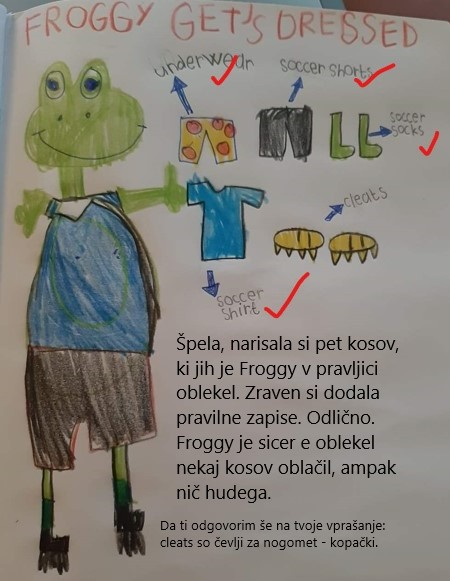 FROGGY GET'S DRESSED
underwear
soccer shorts
soccer
socks
cleats
soccer
shirt
Špela, narisala si pet kosov,
ki jih je Froggy v pravljici
oblekel. Zraven si dodala
pravilne zapise. Odlično.
Froggy je sicer e oblekel
nekaj kosov oblačil, ampak
nič hudega.
Da ti odgovorim še na tvoje vprašanje:
cleats so čevlji za nogomet - kopački.